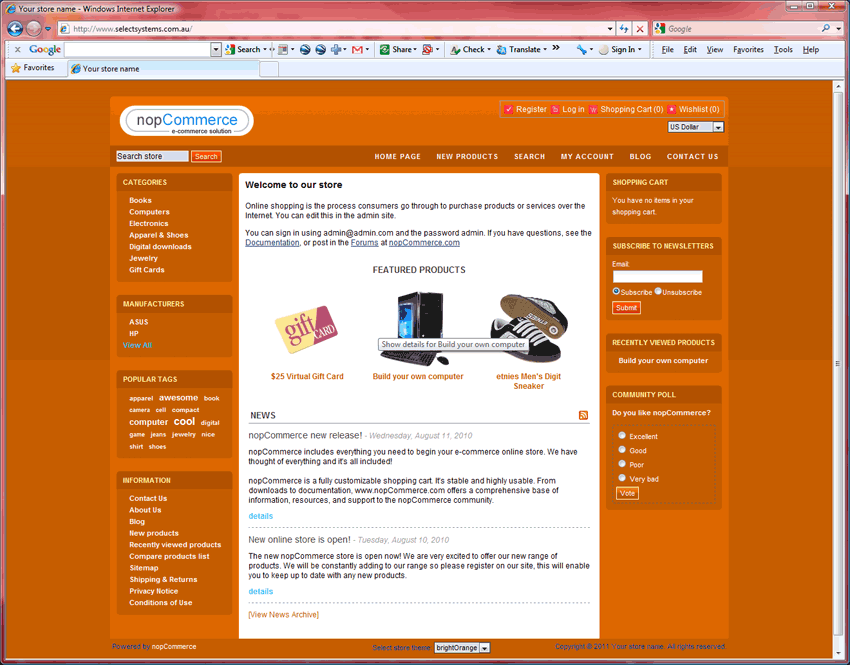 Your store name - Windows Internet Explorer
http://www.selectsystems.com.au/
Google
Google
Search
Share
Check
Translate
Sign In
File Edit View Favorites Tools Help
Favorites
Your store name
nopCommerce
e-commerce solution
Register Log in Shopping Cart (0) Wishlist (0)
US Dollar
Search store
Search
HOME PAGE NEW PRODUCTS SEARCH MY ACCOUNT BLOG CONTACT US
CATEGORIES
Books
Computers
Electronics
Apparel & Shoes
Digital downloads
Jewelry
Gift Cards
MANUFACTURERS
ASUS
HP
View All
POPULAR TAGS
apparel awesome book
camera cell compact
computer cool digital
game jeans jewelry nice
shirt shoes
INFORMATION
Contact Us
About Us
Blog
New products
Recently viewed products
Compare products list
Sitemap
Shipping & Returns
Privacy Notice
Conditions of Use
Welcome to our store
Online shopping is the process consumers go through to purchase products or services over the
Internet. You can edit this in the admin site.
You can sign in using admin@admin.com and the password admin. If you have questions, see the
Documentation, or post in the Forums at nopCommerce.com
FEATURED PRODUCTS
gift CARD
Show details for Build your own computer
$25 Virtual Gift Card
Build your own computer
etnies Men's Digit
Sneaker
NEWS
nopCommerce new release! - Wednesday, August 11, 2010
nopCommerce includes everything you need to begin your e-commerce online store. We have
thought of everything and it's all included!
nopCommerce is a fully customizable shopping cart. It's stable and highly usable. From
downloads to documentation, www.nopCommerce.com offers a comprehensive base of
information, resources, and support to the nopCommerce community.
details
New online store is open! - Tuesday, August 10, 2010
The new nopCommerce store is open now! We are very excited to offer our new range of
products. We will be constantly adding to our range so please register on our site, this will enable
you to keep up to date with any new products.
details
[View News Archive]
SHOPPING CART
You have no items in your
shopping cart.
SUBSCRIBE TO NEWSLETTERS
Email:
Subscribe Unsubscribe
Submit
RECENTLY VIEWED PRODUCTS
Build your own computer
COMMUNITY POLL
Do you like nopCommerce?
Excellent
Good
Poor
Very bad
Vote
Powered by nopCommerce
Select store theme: brightOrange
Copyright © 2011 Your store name. All rights reserved.